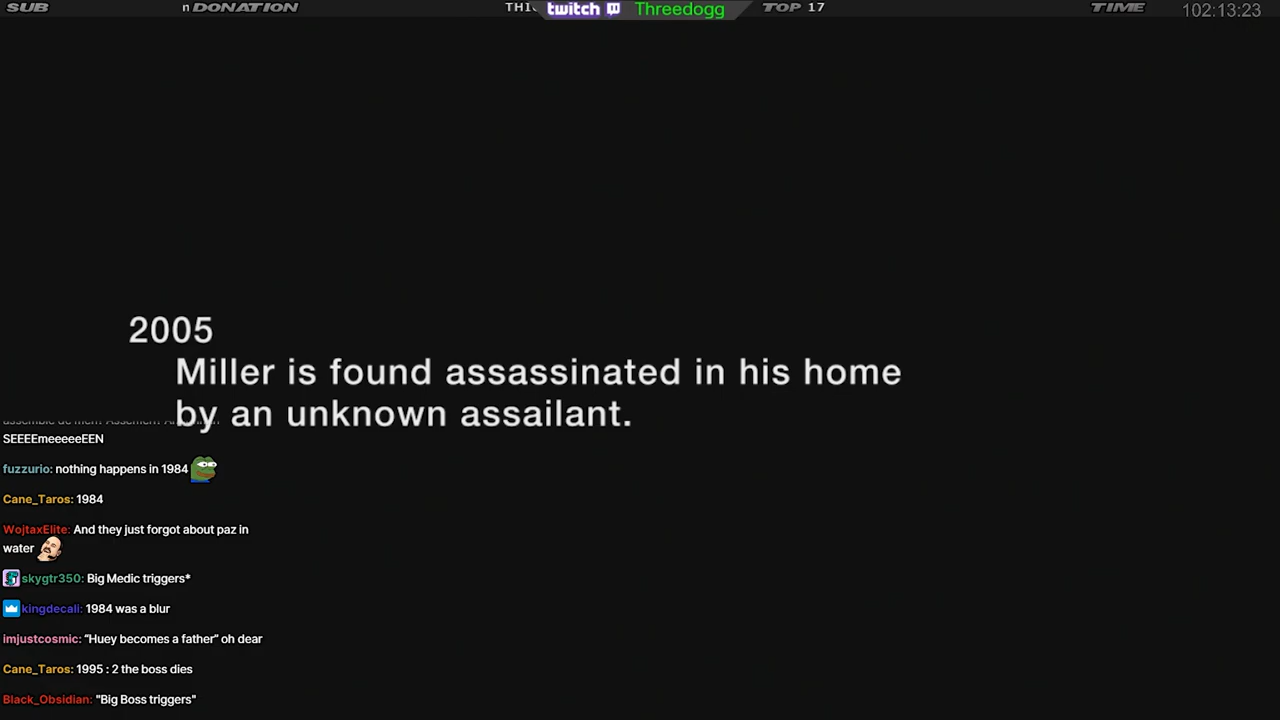 SUB
n DONATION
twitch Threedogg
TOP 17
TIME
102:13:23
2005
Miller is found assassinated in his home
by an unknown assailant.
SEEEEmeeeeeEEN
fuzzurio: nothing happens in 1984
Cane_Taros: 1984
WojtaxElite: And they just forgot about paz in
water
skygtr350: Big Medic triggers*
kingdecali: 1984 was a blur
imjustcosmic: “Huey becomes a father” oh dear
Cane_Taros: 1995 : 2 the boss dies
Black_Obsidian: "Big Boss triggers"